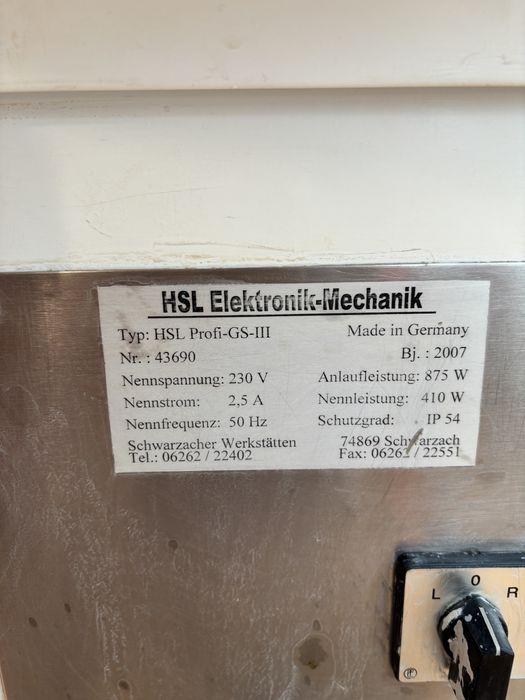 HSL Elektronik-Mechanik
Typ: HSL Profi-GS-III Made in Germany
Nr. : 43690 Bj. : 2007
Nennspannung: 230 V Anlaufleistung: 875 W
Nennstrom: 2,5 A Nennleistung: 410 W
Nennfrequenz: 50 Hz Schutzgrad: IP 54
Schwarzacher Werkstätten 74869 Schwarzach
Tel.: 06262 / 22402 Fax: 06262 / 22551
L O R